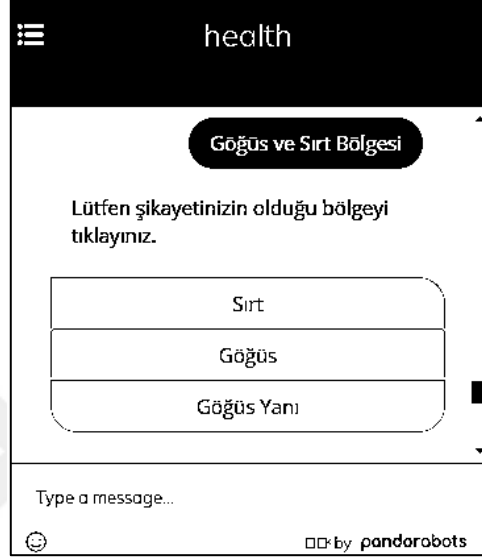 health
Göğüs ve Sırt Bölgesi
Lütfen şikayetinizin olduğu bölgeyi
tıklayınız.
Sırt
Göğüs
Göğüs Yanı
Type a message...
by pandorabots